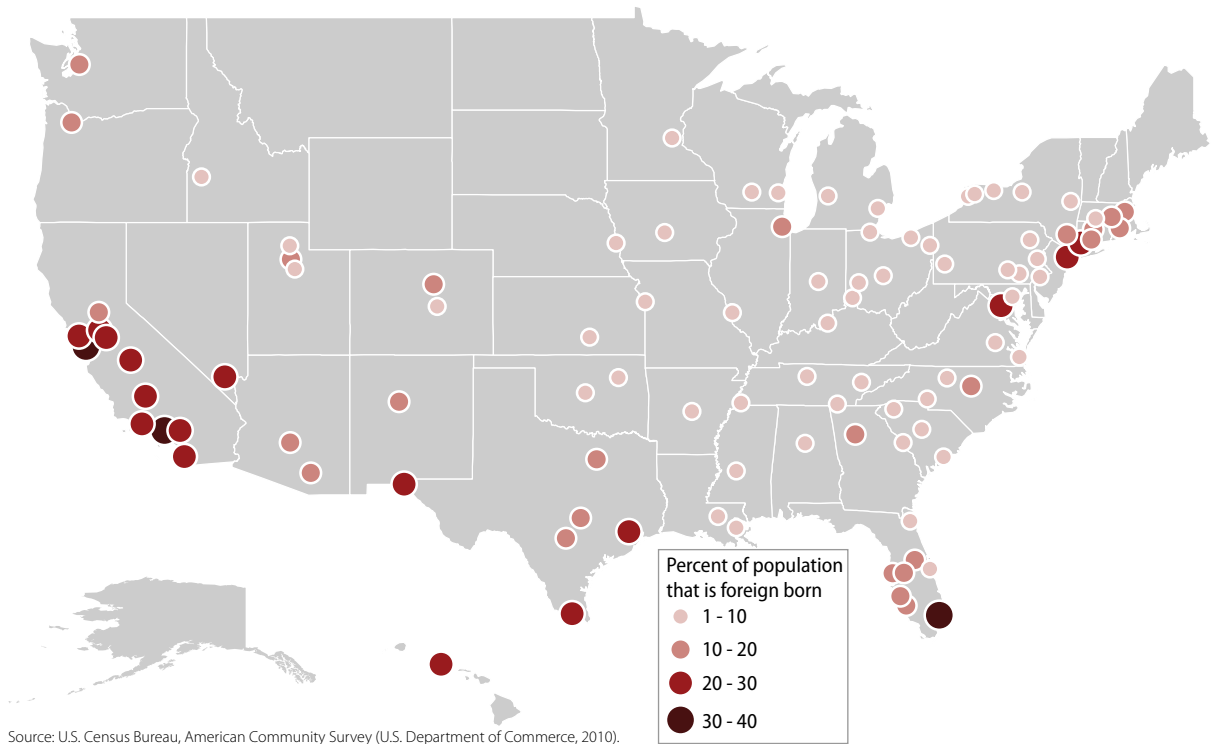 Percent of population
that is foreign born
1 - 10
10 - 20
20 - 30
30 - 40
Source: U.S. Census Bureau, American Community Survey (U.S. Department of Commerce, 2010).